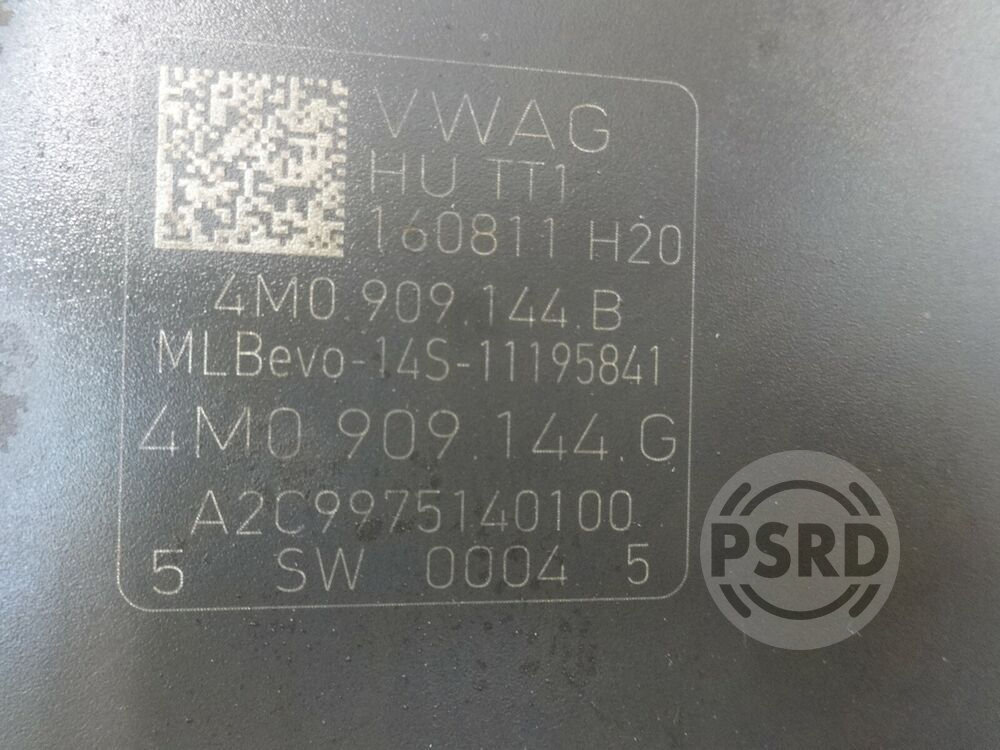 VWAG
HU TT1
160811 H20
4M0.909.144.B
MLBevo-14S-11195841
4M0 909.144.G
A2C9975140100
5 SW 0004 5
PSRD